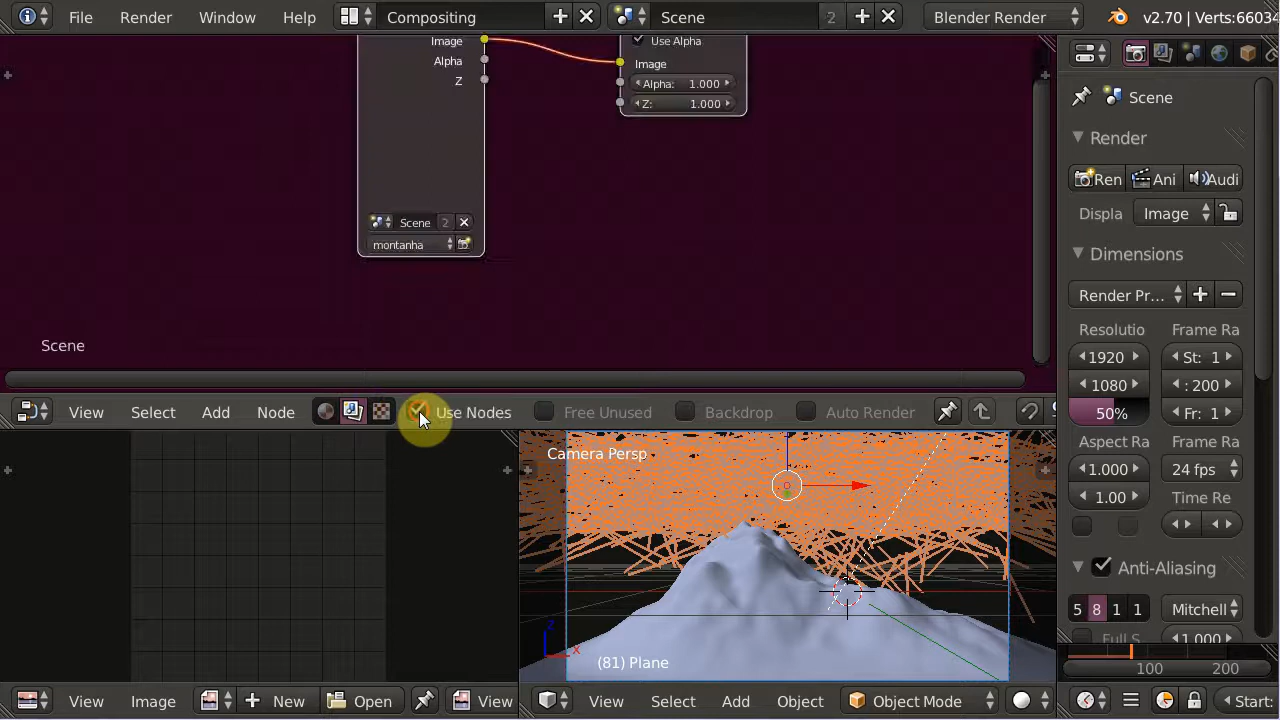 File Render Window Help Compositing Scene 2 Blender Render v2.70 | Verts:6603
Image
Alpha
Z
Use Alpha
Image
Alpha: 1.000
Z: 1.000
Scene 2
montanha
Scene
View Select Add Node Use Nodes Free Unused Backdrop Auto Render
Camera Persp
(81) Plane
Z
X
View Image New Open View
View Select Add Object Object Mode
Scene
Render
Ren Ani Audi
Displa Image
Dimensions
Render Pr...
Resolutio Frame Ra
1920 St: 1
1080 : 200
50% Fr: 1
Aspect Ra Frame Ra
1.000 24 fps
1.00 Time Re
Anti-Aliasing
5 8 1 1 Mitchell
Full S 1.000
100 200
Start: